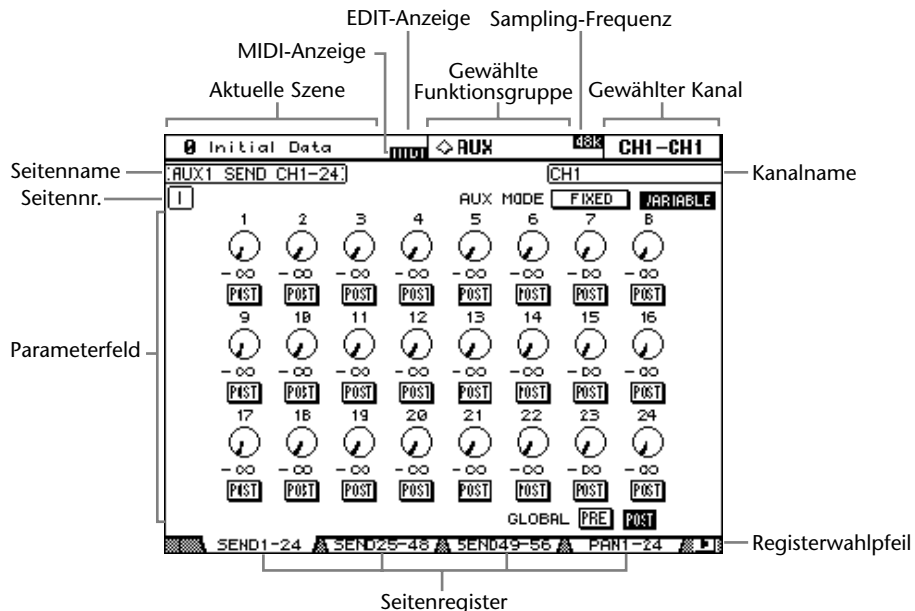 EDIT-Anzeige Sampling-Frequenz
MIDI-Anzeige
Gewählte
Aktuelle Szene Funktionsgruppe Gewählter Kanal
0 Initial Data MIDI AUX 48k CH1-CH1
Seitenname AUX1 SEND CH1-24 CH1 Kanalname
Seitennr. AUX MODE FIXED VARIABLE
1 2 3 4 5 6 7 8
-∞ -∞ -∞ -∞ -∞ -∞ -∞ -∞
POST POST POST POST POST POST POST POST
9 10 11 12 13 14 15 16
Parameterfeld
-∞ -∞ -∞ -∞ -∞ -∞ -∞ -∞
POST POST POST POST POST POST POST POST
17 18 19 20 21 22 23 24
-∞ -∞ -∞ -∞ -∞ -∞ -∞ -∞
POST POST POST POST POST POST POST POST
GLOBAL PRE POST
SEND1-24 SEND25-48 SEND49-56 PAN1-24 Registerwahlpfeil
Seitenregister